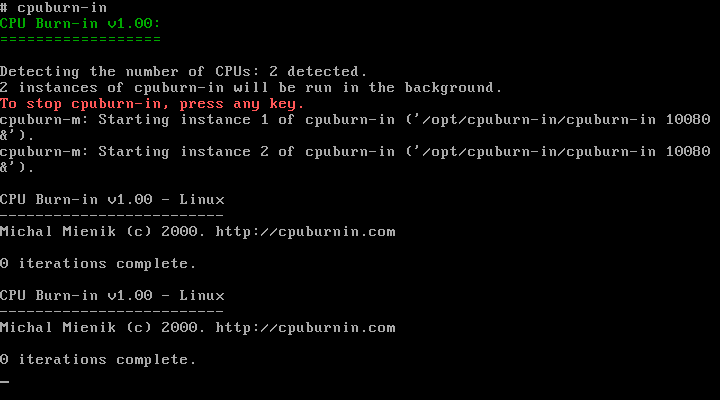 # cpuburn-in
CPU Burn-in v1.00:
==================
Detecting the number of CPUs: 2 detected.
2 instances of cpuburn-in will be run in the background.
To stop cpuburn-in, press any key.
cpuburn-m: Starting instance 1 of cpuburn-in ('/opt/cpuburn-in/cpuburn-in 10080
&').
cpuburn-m: Starting instance 2 of cpuburn-in ('/opt/cpuburn-in/cpuburn-in 10080
&').
CPU Burn-in v1.00 - Linux
-------------------------
Michal Mienik (c) 2000. http://cpuburnin.com
0 iterations complete.
CPU Burn-in v1.00 - Linux
-------------------------
Michal Mienik (c) 2000. http://cpuburnin.com
0 iterations complete.
_